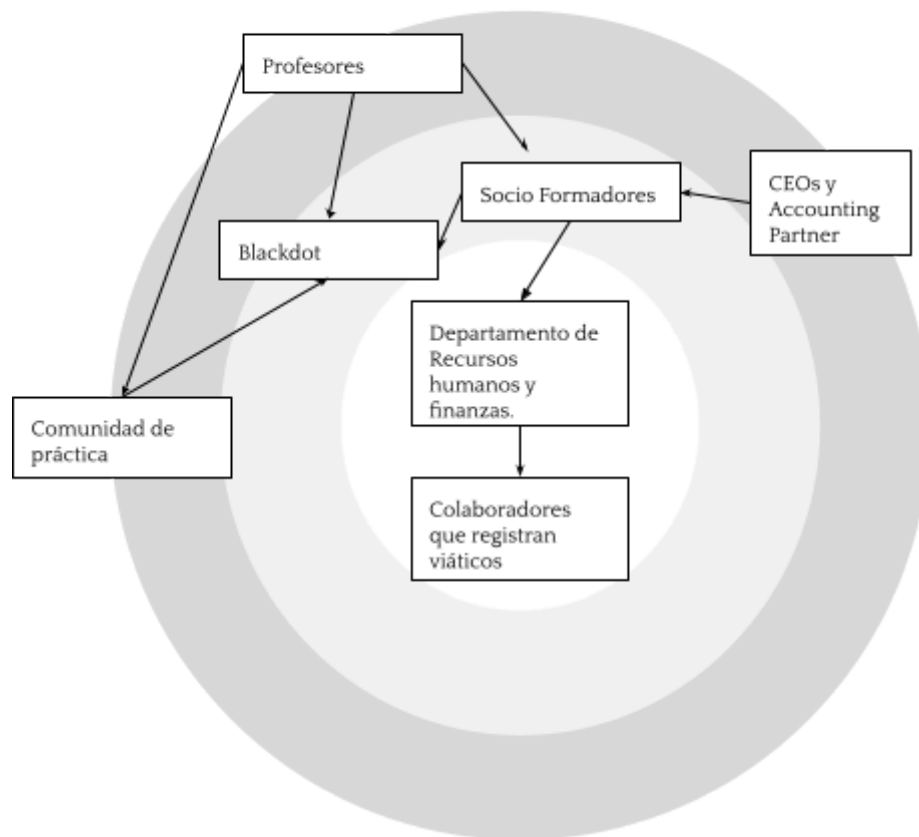 Profesores
Socio Formadores
CEOs y
Accounting
Partner
Blackdot
Departamento de
Recursos
humanos y
finanzas.
Comunidad de
práctica
Colaboradores
que registran
viáticos